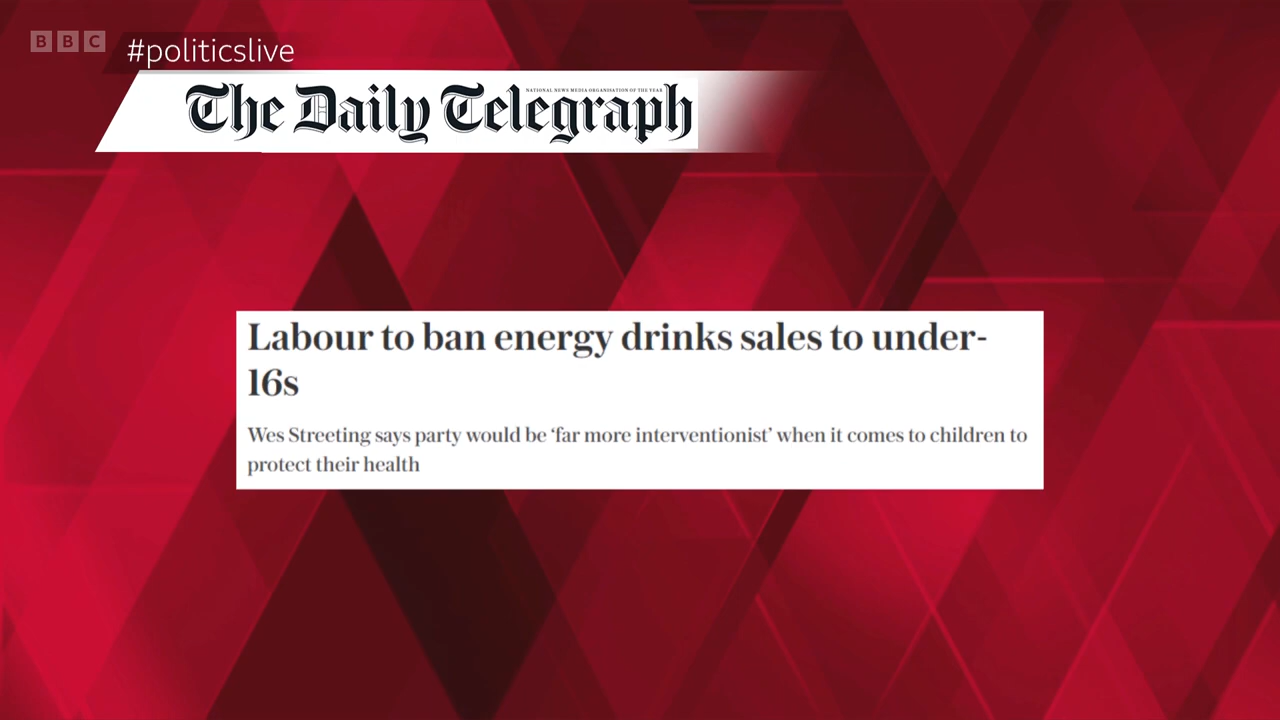 BBC
#politicslive
NATIONAL NEWS MEDIA ORGANISATION OF THE YEAR
The Daily Telegraph
Labour to ban energy drinks sales to under-
16s
Wes Streeting says party would be ‘far more interventionist’ when it comes to children to
protect their health